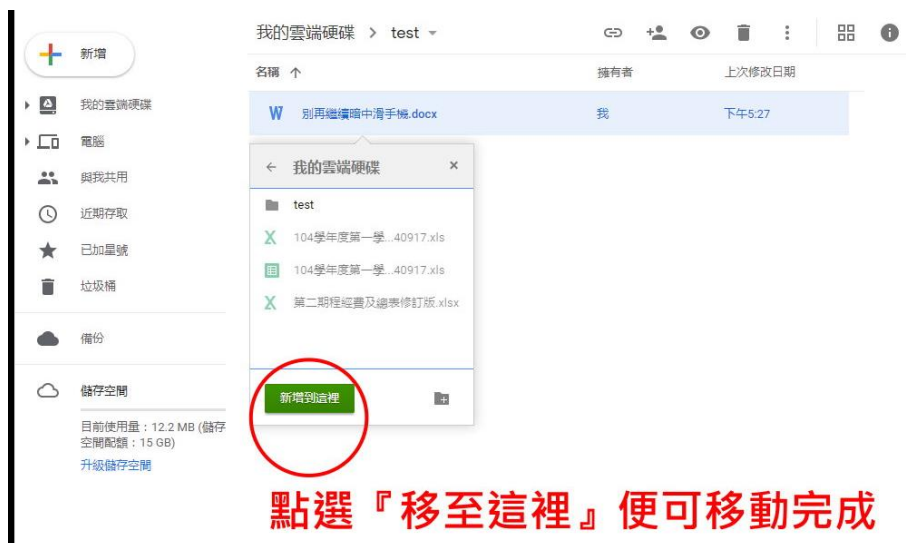 我的雲端硬碟 > test
新增
名稱 ↑ 擁有者 上次修改日期
我的雲端硬碟
W 別再繼續暗中滑手機.docx 我 下午5:27
電腦
← 我的雲端硬碟 ×
與我共用
test
近期存取
X 104學年度第一學...40917.xls
已加星號
104學年度第一學...40917.xls
垃圾桶
X 第二期程經費及總表修訂版.xlsx
備份
儲存空間
新增到這裡
目前使用量：12.2 MB (儲存
空間配額：15 GB)
升級儲存空間
點選『移至這裡』便可移動完成